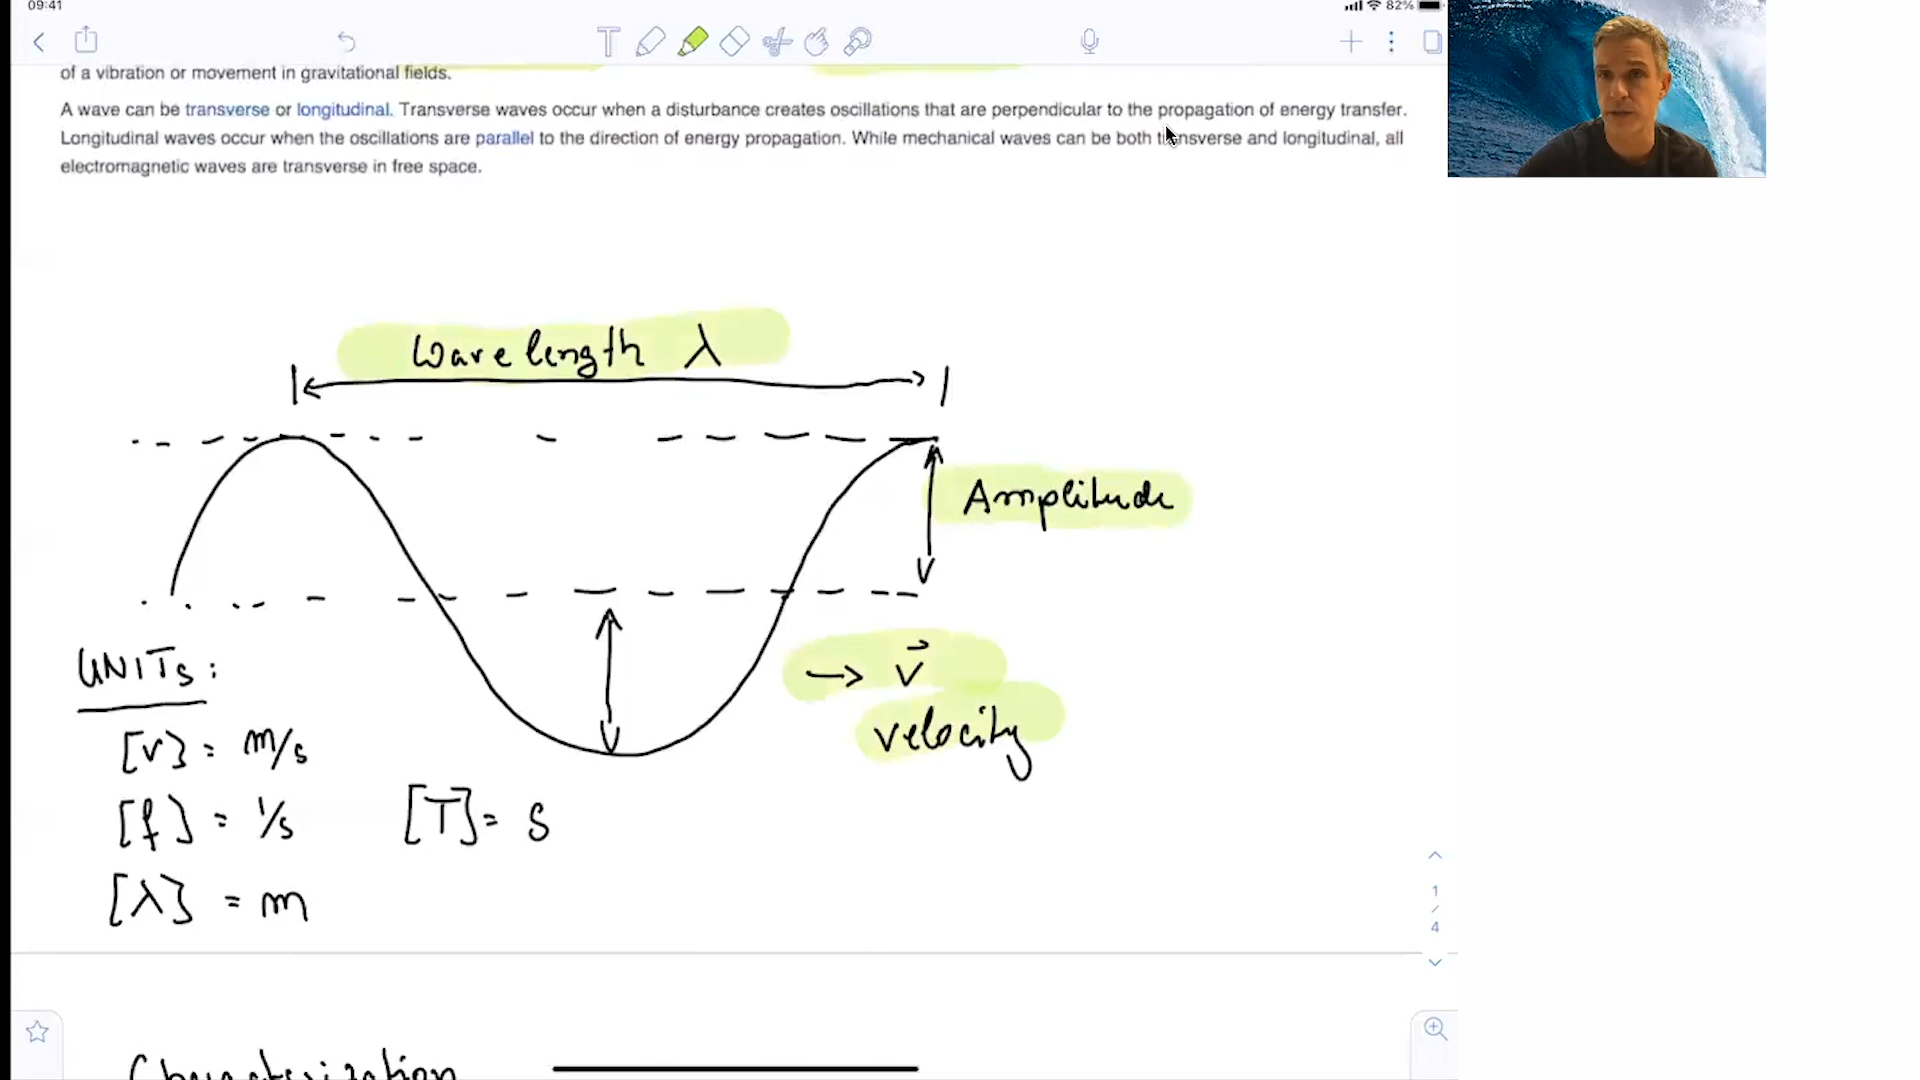 09:41
82%
of a vibration or movement in gravitational fields.
A wave can be transverse or longitudinal. Transverse waves occur when a disturbance creates oscillations that are perpendicular to the propagation of energy transfer.
Longitudinal waves occur when the oscillations are parallel to the direction of energy propagation. While mechanical waves can be both transverse and longitudinal, all
electromagnetic waves are transverse in free space.
Wavelength λ
Amplitude
→ v⃗
velocity
UNITs:
[v] = m/s
[f] = 1/s [T] = s
[λ] = m
1
/
4
Characterization